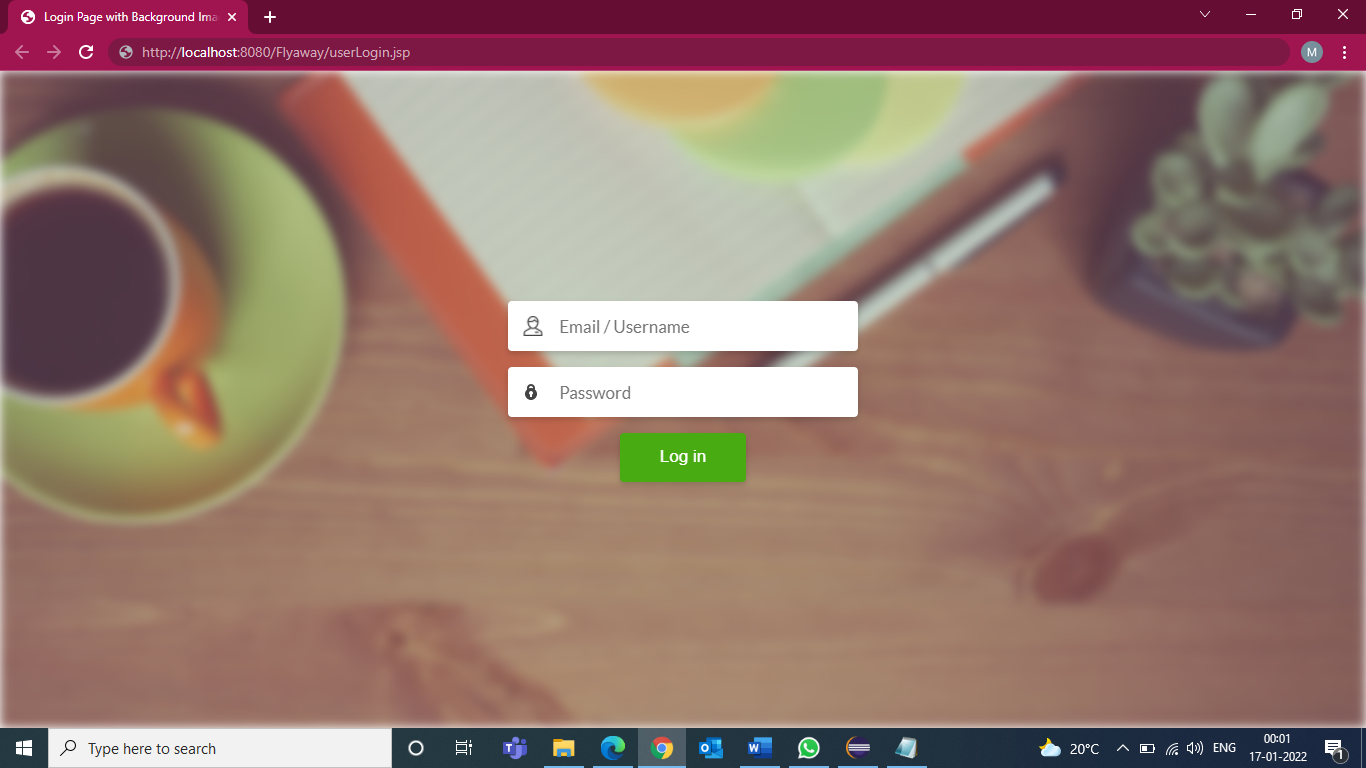 Login Page with Background Ima
http://localhost:8080/Flyaway/userLogin.jsp
M
Email / Username
Password
Log in
Type here to search
20°C
ENG
00:01
17-01-2022
1